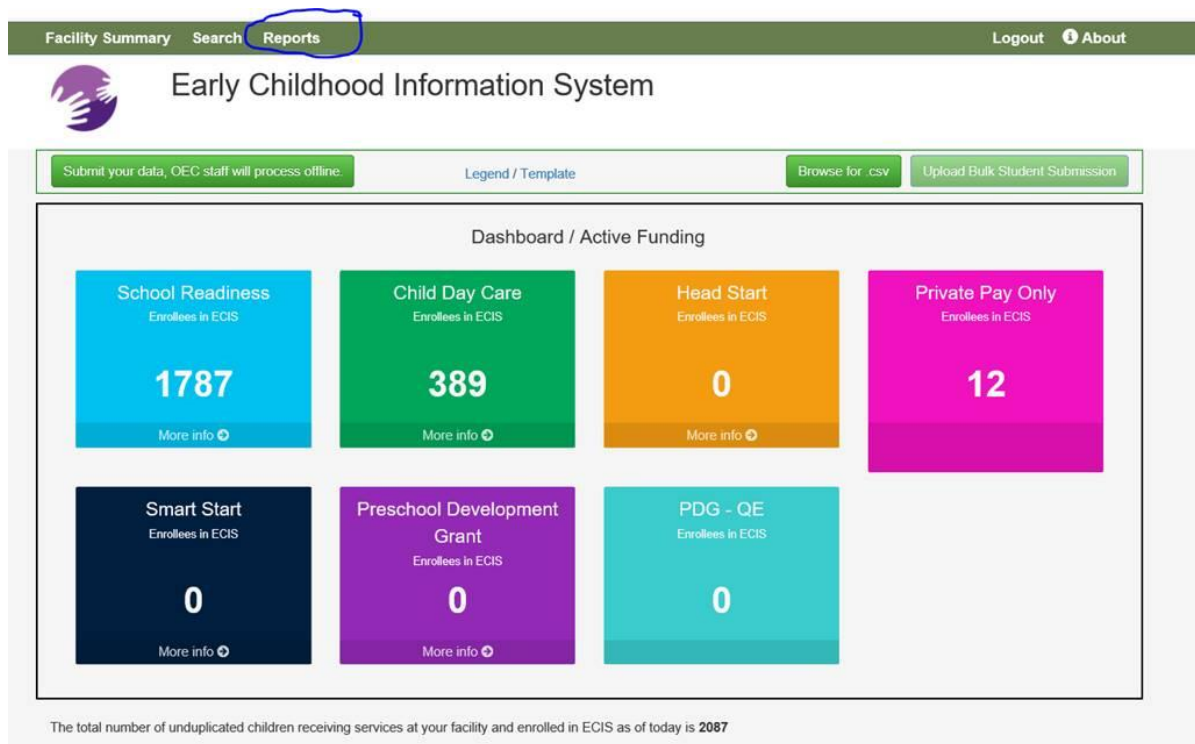 Facility Summary Search Reports Logout About
Early Childhood Information System
Submit your data, OEC staff will process offline. Legend / Template Browse for .csv Upload Bulk Student Submission
Dashboard / Active Funding
School Readiness
Enrollees in ECIS
1787
More info
Child Day Care
Enrollees in ECIS
389
More info
Head Start
Enrollees in ECIS
0
More info
Private Pay Only
Enrollees in ECIS
12
Smart Start
Enrollees in ECIS
0
More info
Preschool Development
Grant
Enrollees in ECIS
0
More info
PDG - QE
Enrollees in ECIS
0
The total number of unduplicated children receiving services at your facility and enrolled in ECIS as of today is 2087